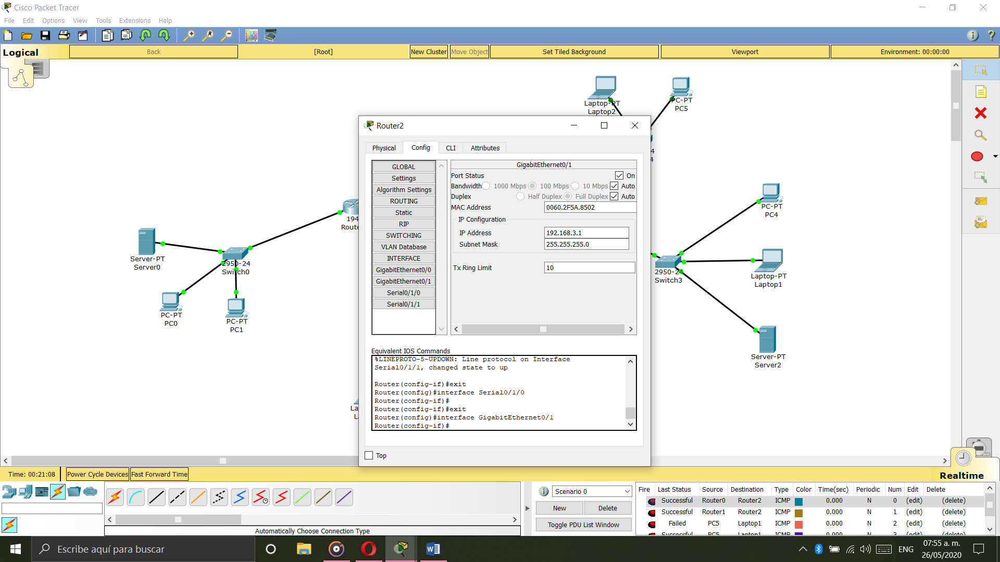 Cisco Packet Tracer
File Edit Options View Tools Extensions Help
Logical
Back
[Root]
New Cluster
Move Object
Set Tiled Background
Viewport
Environment: 00:00:00
Laptop-PT
Laptop2
PC-PT
PC5
Router2
Physical Config CLI Attributes
GLOBAL
Settings
Algorithm Settings
ROUTING
Static
RIP
SWITCHING
VLAN Database
INTERFACE
GigabitEthernet0/0
GigabitEthernet0/1
Serial0/1/0
Serial0/1/1
GigabitEthernet0/1
Port Status On
Bandwidth 1000 Mbps 100 Mbps 10 Mbps Auto
Duplex Half Duplex Full Duplex Auto
MAC Address 0060.2F5A.8502
IP Configuration
IP Address 192.168.3.1
Subnet Mask 255.255.255.0
Tx Ring Limit 10
Equivalent IOS Commands
%LINEPROTO-5-UPDOWN: Line protocol on Interface
Serial0/1/1, changed state to up
Router(config-if)#exit
Router(config)#interface Serial0/1/0
Router(config-if)#
Router(config-if)#exit
Router(config)#interface GigabitEthernet0/1
Router(config-if)#
Top
194
Route
Server-PT
Server0
2950-24
Switch0
PC-PT
PC0
PC-PT
PC1
La
L
4
4
PC-PT
PC4
2950-24
Switch3
Laptop-PT
Laptop1
Server-PT
Server2
Time: 00:21:08
Power Cycle Devices
Fast Forward Time
Realtime
Automatically Choose Connection Type
Scenario 0
New
Delete
Toggle PDU List Window
Fire Last Status Source Destination Type Color Time(sec) Periodic Num Edit Delete
Successful Router0 Router2 ICMP 0.000 N 0 (edit) (delete)
Successful Router1 Router2 ICMP 0.000 N 1 (edit) (delete)
Failed PC5 Laptop1 ICMP 0.000 N 2 (edit) (delete)
Successful PC5 Laptop1 ICMP 0.000 N 3 (edit) (delete)
Escribe aquí para buscar
ENG
07:55 a. m.
26/05/2020